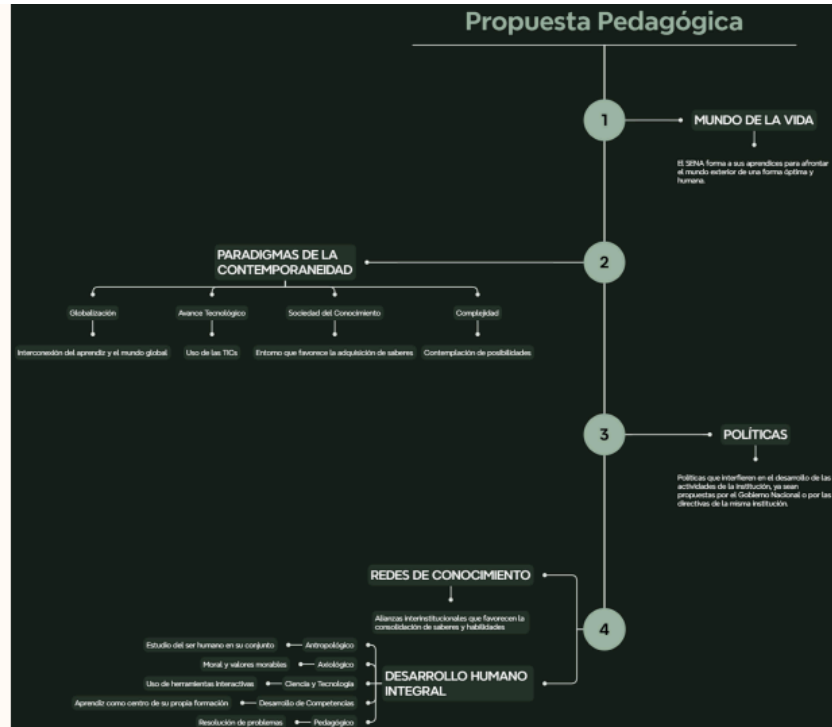 Propuesta Pedagógica
1
MUNDO DE LA VIDA
El SENA forma a sus aprendices para afrontar
el mundo exterior de una forma óptima y
humana.
2
PARADIGMAS DE LA
CONTEMPORANEIDAD
Globalización
Avance Tecnológico
Sociedad del Conocimiento
Complejidad
Interconexión del aprendiz y el mundo global
Uso de las TICs
Entorno que favorece la adquisición de saberes
Contemplación de posibilidades
3
POLÍTICAS
Políticas que interfieren en el desarrollo de las
actividades de la institución, ya sean
propuestas por el Gobierno Nacional o por las
directivas de la misma institución.
4
REDES DE CONOCIMIENTO
Alianzas interinstitucionales que favorecen la
consolidación de saberes y habilidades
DESARROLLO HUMANO
INTEGRAL
Antropológico
Estudio del ser humano en su conjunto
Axiológico
Moral y valores morables
Ciencia y Tecnología
Uso de herramientas interactivas
Desarrollo de Competencias
Aprendiz como centro de su propia formación
Pedagógico
Resolución de problemas